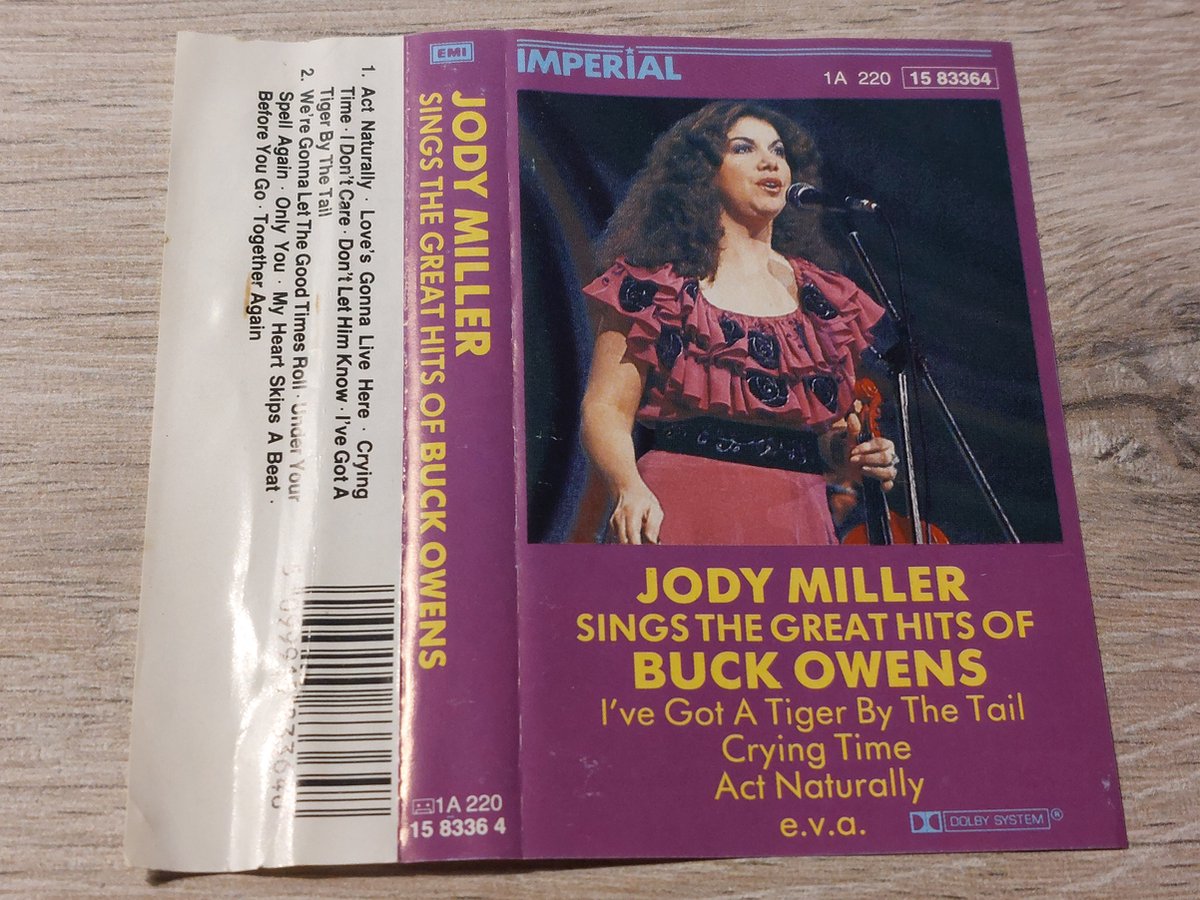 1. Act Naturally · Love's Gonna Live Here · Crying
Time · I Don't Care · Don't Let Him Know · I've Got A
Tiger By The Tail
2. We're Gonna Let The Good Times Roll · Under Your
Spell Again · Only You · My Heart Skips A Beat ·
Before You Go · Together Again
EMI
JODY MILLER
SINGS THE GREAT HITS OF BUCK OWENS
1A 220
15 8336 4
IMPERIAL
1A 220 15 83364
JODY MILLER
SINGS THE GREAT HITS OF
BUCK OWENS
I've Got A Tiger By The Tail
Crying Time
Act Naturally
e.v.a.
DOLBY SYSTEM®